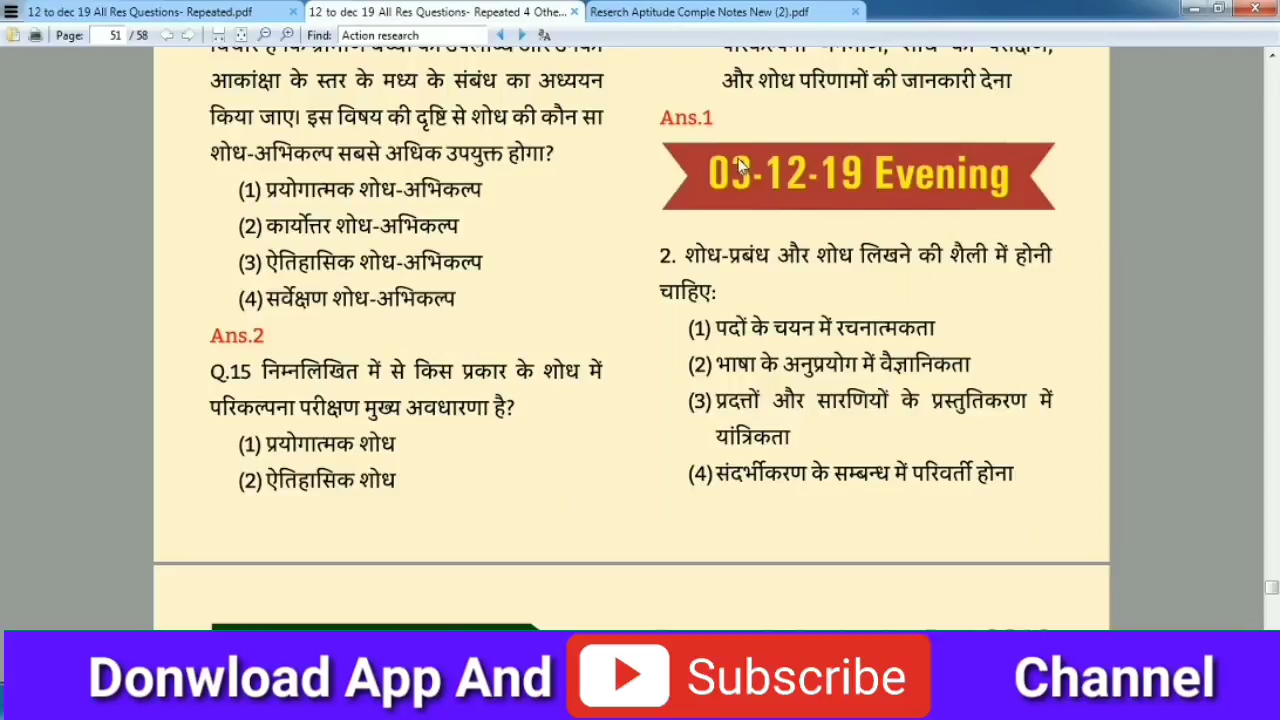 12 to dec 19 All Res Questions- Repeated.pdf
12 to dec 19 All Res Questions- Repeated 4 Othe...
Reserch Aptitude Comple Notes New (2).pdf
Page: 51 / 58 Find: Action research
आकांक्षा के स्तर के मध्य के संबंध का अध्ययन
किया जाए। इस विषय की दृष्टि से शोध की कौन सा
शोध-अभिकल्प सबसे अधिक उपयुक्त होगा?
(1) प्रयोगात्मक शोध-अभिकल्प
(2) कार्योत्तर शोध-अभिकल्प
(3) ऐतिहासिक शोध-अभिकल्प
(4) सर्वेक्षण शोध-अभिकल्प
Ans.2
Q.15 निम्नलिखित में से किस प्रकार के शोध में
परिकल्पना परीक्षण मुख्य अवधारणा है?
(1) प्रयोगात्मक शोध
(2) ऐतिहासिक शोध
और शोध परिणामों की जानकारी देना
Ans.1
03-12-19 Evening
2. शोध-प्रबंध और शोध लिखने की शैली में होनी
चाहिए:
(1) पदों के चयन में रचनात्मकता
(2) भाषा के अनुप्रयोग में वैज्ञानिकता
(3) प्रदत्तों और सारणियों के प्रस्तुतिकरण में
यांत्रिकता
(4) संदर्भीकरण के सम्बन्ध में परिवर्ती होना
Donwload App And Subscribe Channel